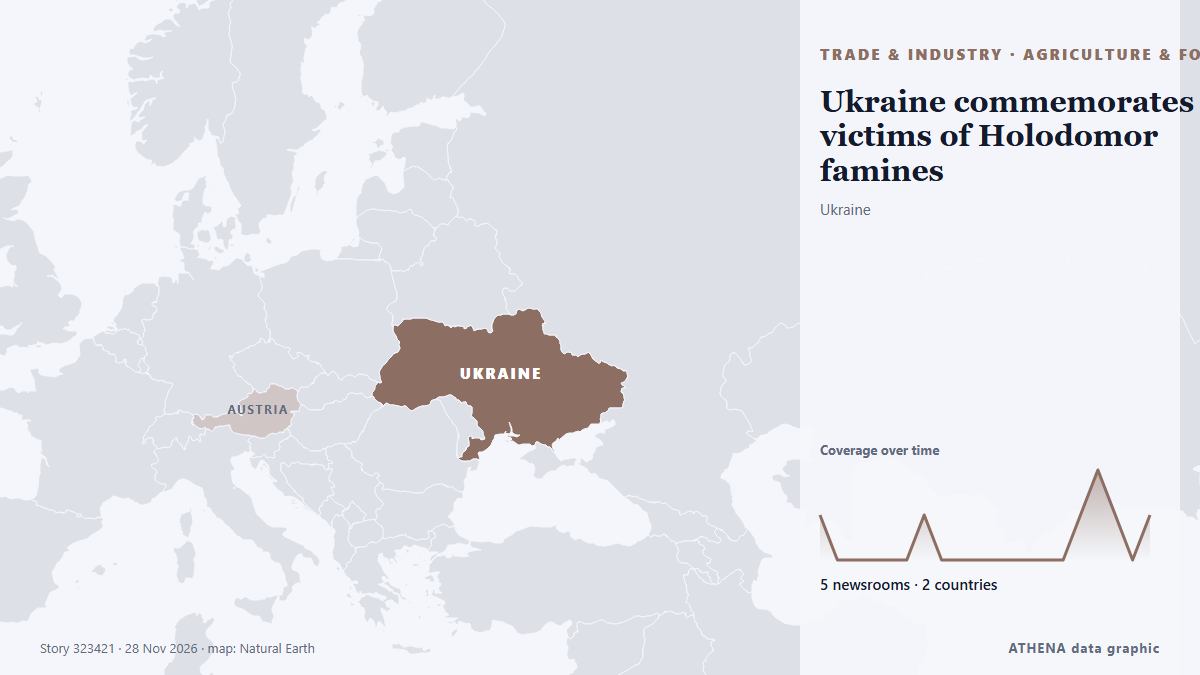 TRADE & INDUSTRY · AGRICULTURE & FO
Ukraine commemorates
victims of Holodomor
famines
Ukraine
UKRAINE
AUSTRIA
Coverage over time
5 newsrooms · 2 countries
Story 323421 · 28 Nov 2026 · map: Natural Earth
ATHENA data graphic